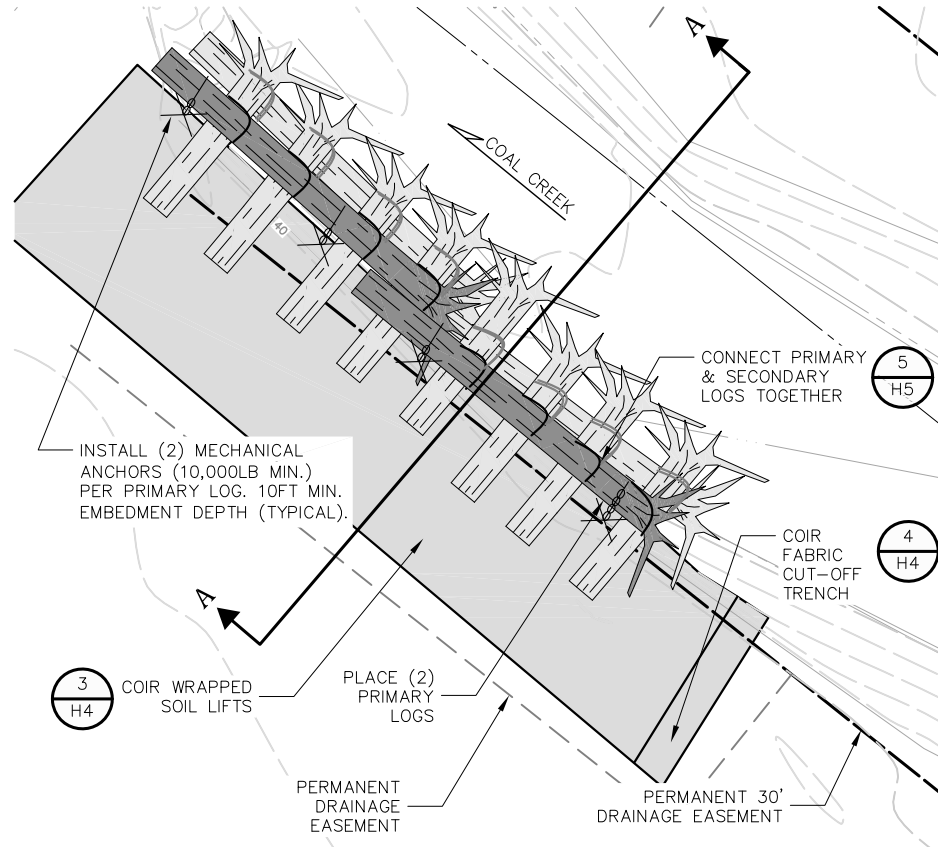 A
COAL CREEK
40
CONNECT PRIMARY
& SECONDARY
LOGS TOGETHER
5
H5
INSTALL (2) MECHANICAL
ANCHORS (10,000LB MIN.)
PER PRIMARY LOG. 10FT MIN.
EMBEDMENT DEPTH (TYPICAL).
COIR
FABRIC
CUT-OFF
TRENCH
4
H4
A
3
H4
COIR WRAPPED
SOIL LIFTS
PLACE (2)
PRIMARY
LOGS
PERMANENT
DRAINAGE
EASEMENT
PERMANENT 30'
DRAINAGE EASEMENT